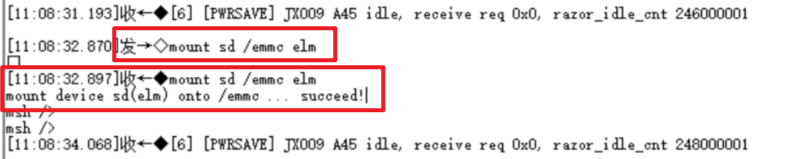 [11:08:31.193]收←◆[6] [PWRSAVE] JX009 A45 idle, receive req 0x0, razor_idle_cnt 246000001
[11:08:32.870]发→◇mount sd /emmc elm
□
[11:08:32.897]收←◆mount sd /emmc elm
mount device sd(elm) onto /emmc ... succeed!
msh />
msh />
[11:08:34.068]收←◆[6] [PWRSAVE] JX009 A45 idle, receive req 0x0, razor_idle_cnt 248000001